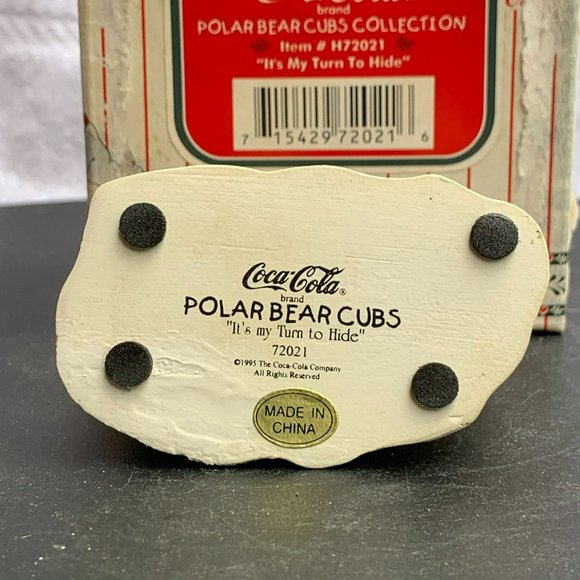 brand
POLAR BEAR CUBS COLLECTION
Item # H72021
"It's My Turn To Hide"
7 15429 72021 6
Coca-Cola®
brand
POLAR BEAR CUBS
"It's my Turn to Hide"
72021
©1995 The Coca-Cola Company
All Rights Reserved
MADE IN
CHINA